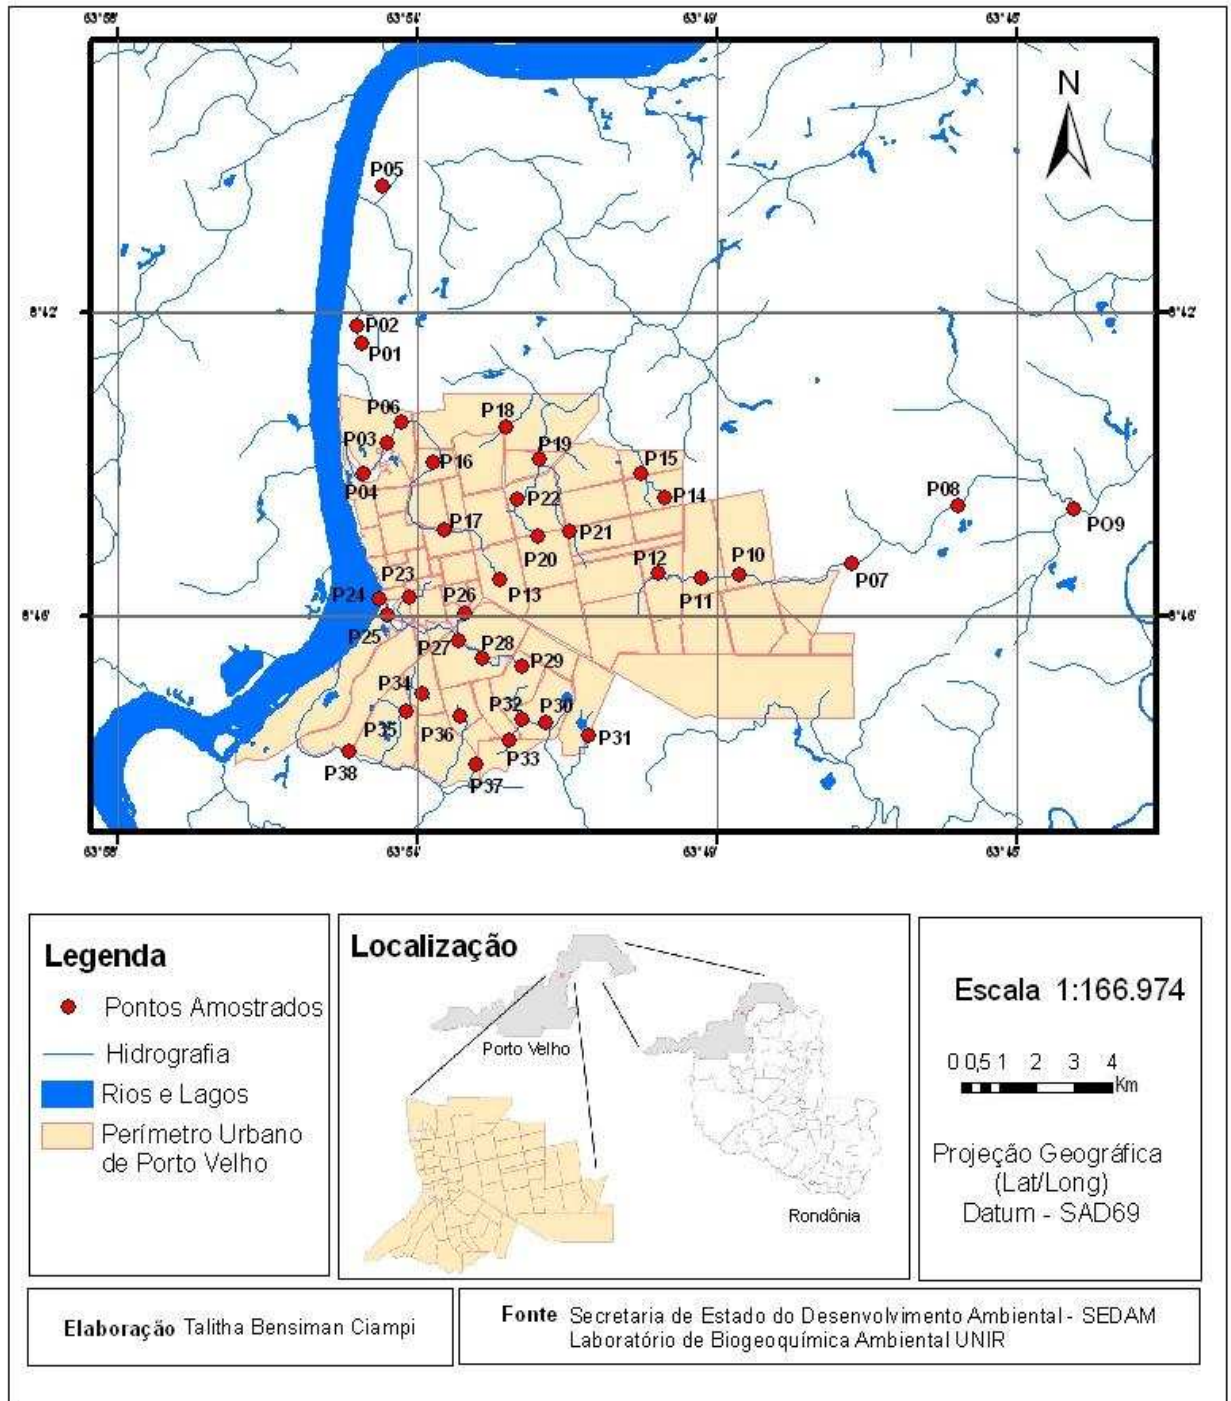 63°58' 63°54' 63°49' 63°45'
N
P05
8°42' 8°42'
P02
P01
P06
P18
P03
P19
P16
P15
P04
P22
P14
P08
PO9
P17
P21
P20
P12
P10
P07
P23
P13
P11
P24
P26
8°46' 8°46'
P25
P27
P28
P29
P34
P32
P30
P35
P36
P31
P33
P38
P37
63°58' 63°54' 63°49' 63°45'
Legenda
Pontos Amostrados
Hidrografia
Rios e Lagos
Perímetro Urbano
de Porto Velho
Localização
Porto Velho
Rondônia
Escala 1:166.974
0 0,5 1 2 3 4
Km
Projeção Geográfica
(Lat/Long)
Datum - SAD69
Elaboração Talitha Bensiman Ciampi
Fonte Secretaria de Estado do Desenvolvimento Ambiental - SEDAM
Laboratório de Biogeoquímica Ambiental UNIR